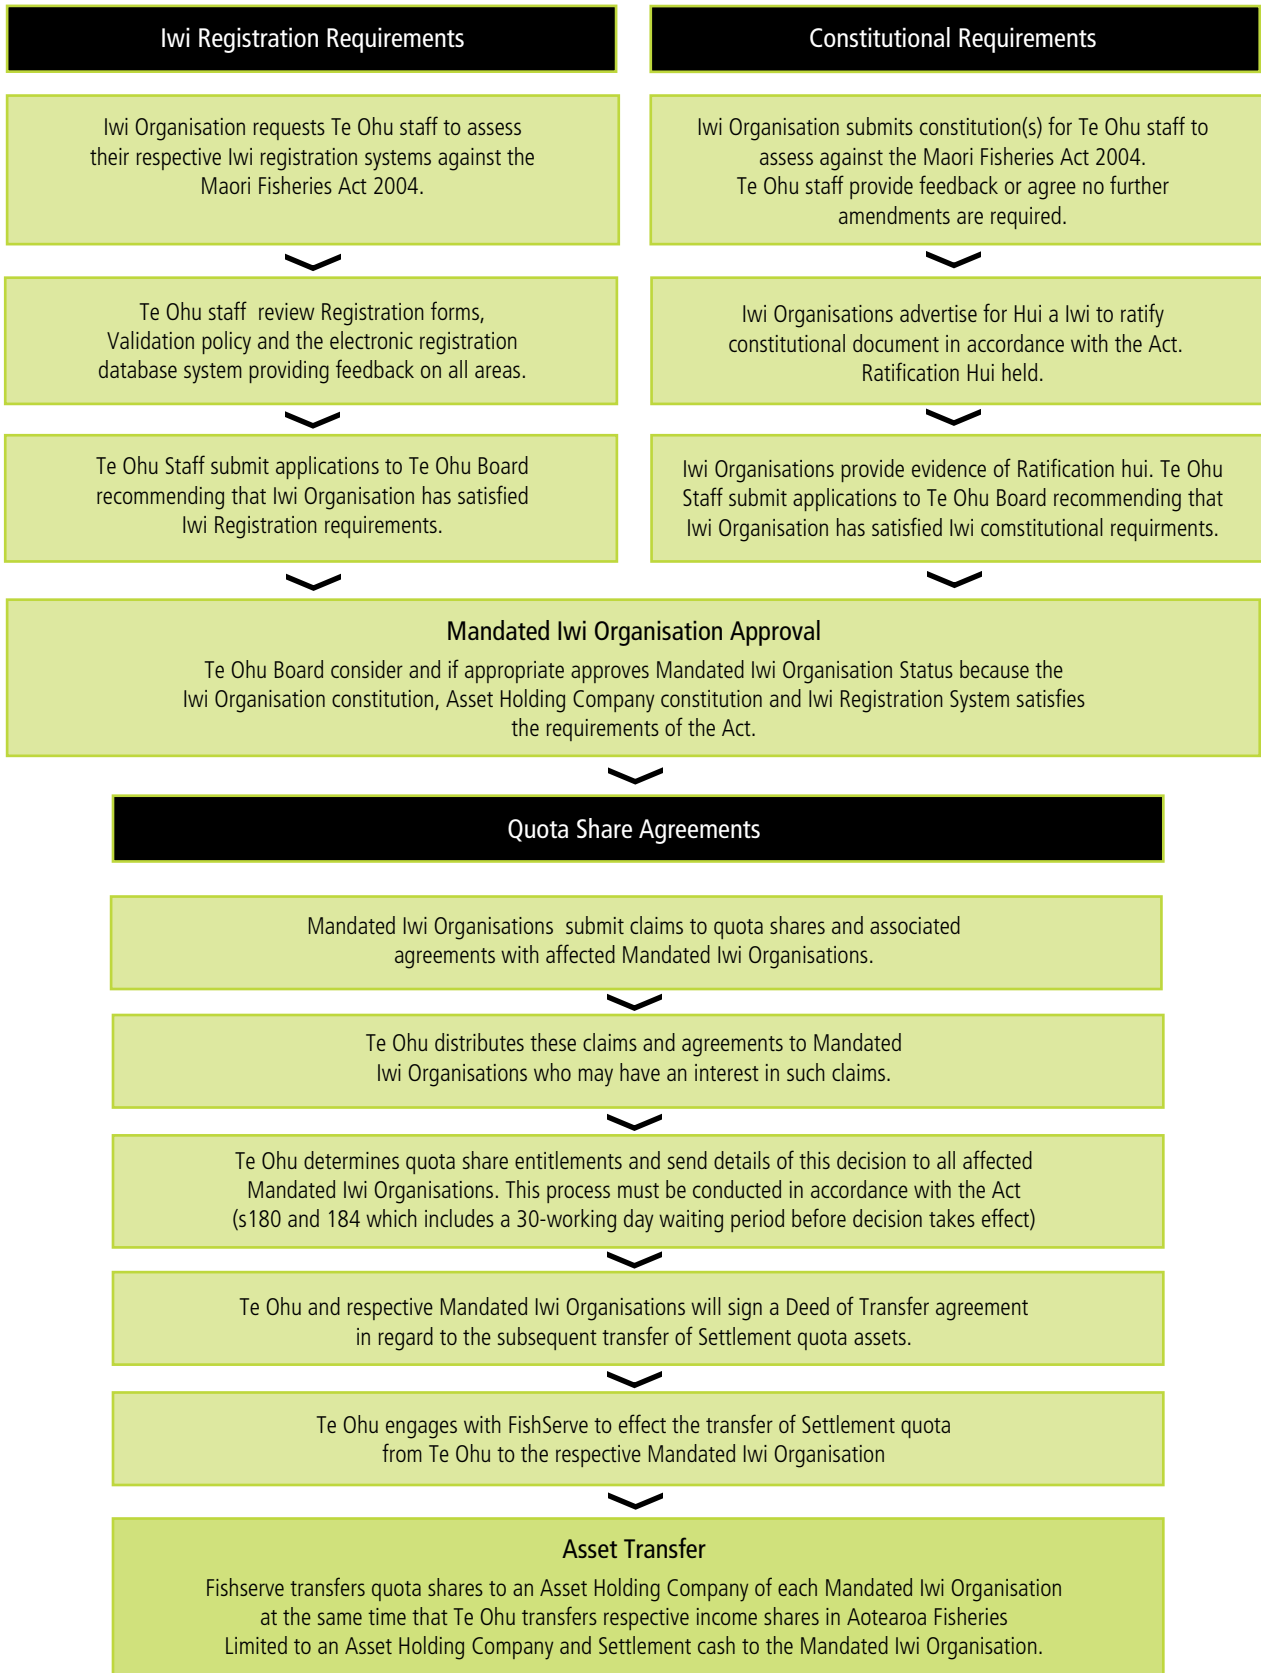 Iwi Registration Requirements
Iwi Organisation requests Te Ohu staff to assess
their respective Iwi registration systems against the
Maori Fisheries Act 2004.
Te Ohu staff  review Registration forms,
Validation policy and the electronic registration
database system providing feedback on all areas.
Te Ohu Staff submit applications to Te Ohu Board
recommending that Iwi Organisation has satisfied
Iwi Registration requirements.
Constitutional Requirements
Iwi Organisation submits constitution(s) for Te Ohu staff to
assess against the Maori Fisheries Act 2004.
Te Ohu staff provide feedback or agree no further
amendments are required.
Iwi Organisations advertise for Hui a Iwi to ratify
constitutional document in accordance with the Act.
Ratification Hui held.
Iwi Organisations provide evidence of Ratification hui. Te Ohu
Staff submit applications to Te Ohu Board recommending that
Iwi Organisation has satisfied Iwi comstitutional requirments.
Mandated Iwi Organisation Approval
Te Ohu Board consider and if appropriate approves Mandated Iwi Organisation Status because the
Iwi Organisation constitution, Asset Holding Company constitution and Iwi Registration System satisfies
the requirements of the Act.
Quota Share Agreements
Mandated Iwi Organisations  submit claims to quota shares and associated
agreements with affected Mandated Iwi Organisations.
Te Ohu distributes these claims and agreements to Mandated
Iwi Organisations who may have an interest in such claims.
Te Ohu determines quota share entitlements and send details of this decision to all affected
Mandated Iwi Organisations. This process must be conducted in accordance with the Act
(s180 and 184 which includes a 30-working day waiting period before decision takes effect)
Te Ohu and respective Mandated Iwi Organisations will sign a Deed of Transfer agreement
in regard to the subsequent transfer of Settlement quota assets.
Te Ohu engages with FishServe to effect the transfer of Settlement quota
from Te Ohu to the respective Mandated Iwi Organisation
Asset Transfer
Fishserve transfers quota shares to an Asset Holding Company of each Mandated Iwi Organisation
at the same time that Te Ohu transfers respective income shares in Aotearoa Fisheries
Limited to an Asset Holding Company and Settlement cash to the Mandated Iwi Organisation.